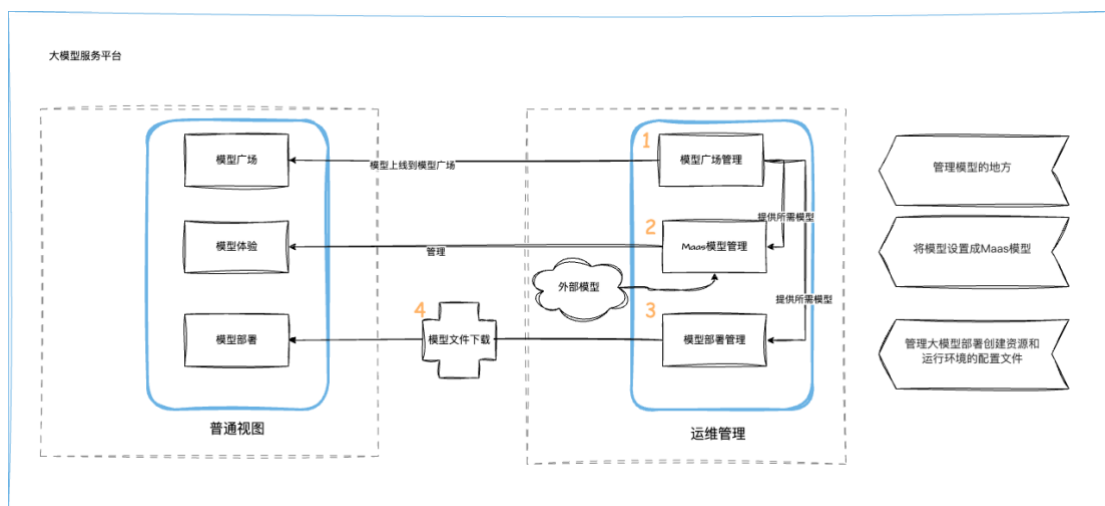 大模型服务平台
模型广场
模型上线到模型广场
1
模型广场管理
管理模型的地方
提供所需模型
模型体验
管理
2
Maas模型管理
将模型设置成Maas模型
外部模型
提供所需模型
模型部署
4
模型文件下载
3
模型部署管理
管理大模型部署创建资源和
运行环境的配置文件
普通视图
运维管理